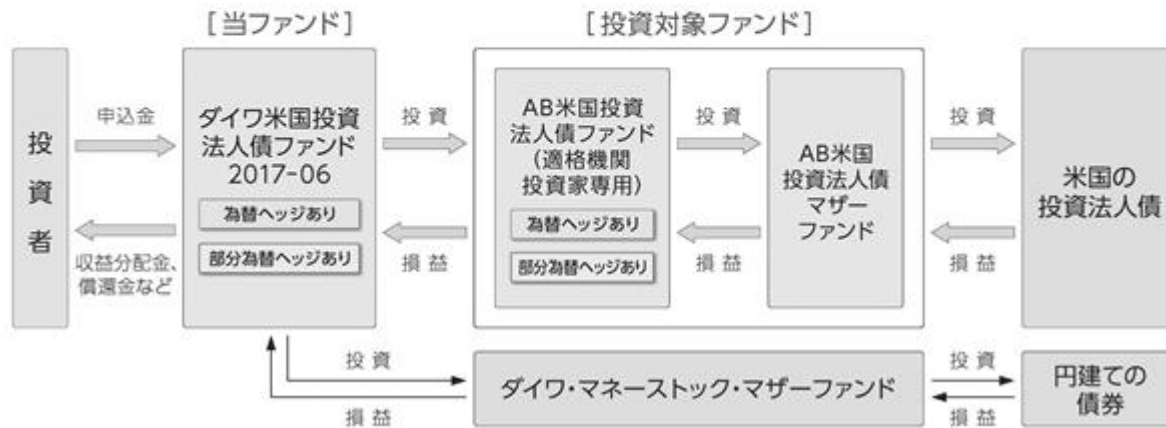 [当ファンド]
[投資対象ファンド]
投資者
申込金
収益分配金、
償還金など
ダイワ米国投資
法人債ファンド
2017-06
為替ヘッジあり
部分為替ヘッジあり
投資
損益
AB米国投資
法人債ファンド
(適格機関
投資家専用)
為替ヘッジあり
部分為替ヘッジあり
投資
損益
AB米国
投資法人債
マザー
ファンド
投資
損益
米国の
投資法人債
投資
損益
ダイワ・マネーストック・マザーファンド
投資
損益
円建ての
債券